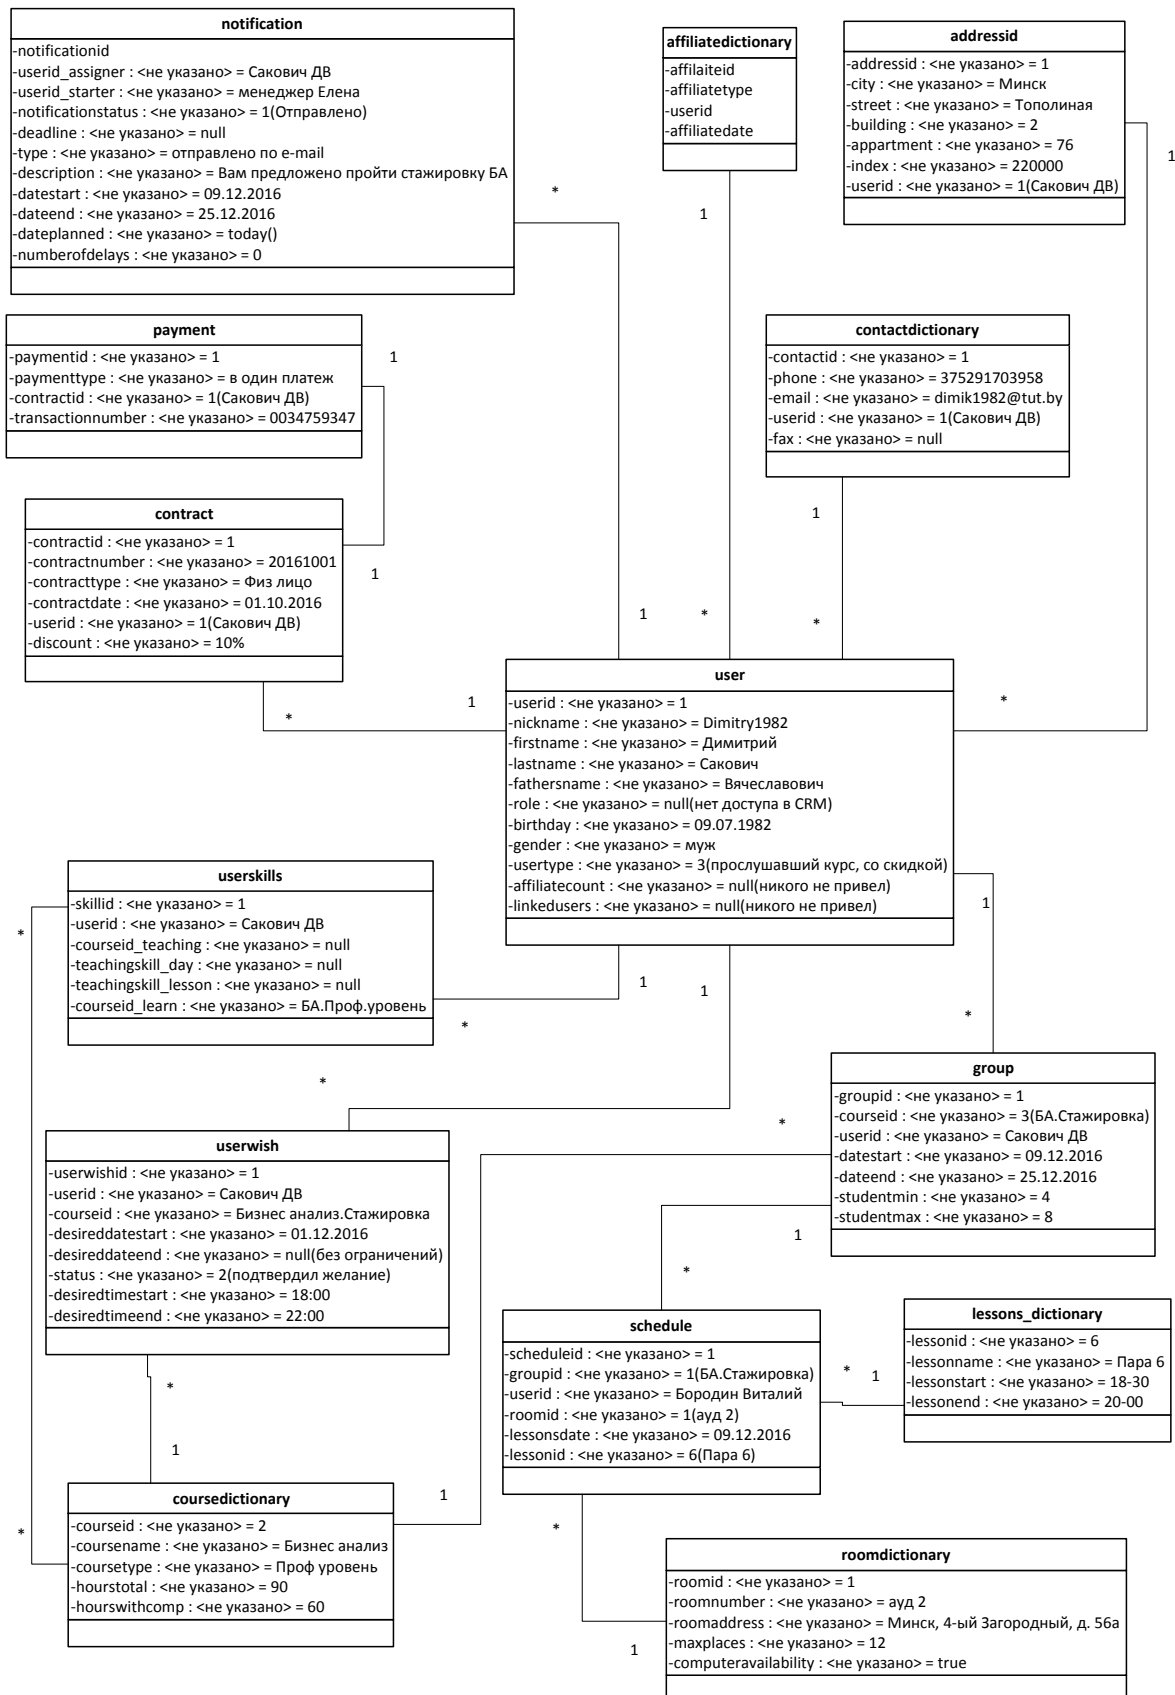 notification
-notificationid
-userid_assigner : <не указано> = Сакович ДВ
-userid_starter : <не указано> = менеджер Елена
-notificationstatus : <не указано> = 1(Отправлено)
-deadline : <не указано> = null
-type : <не указано> = отправлено по e-mail
-description : <не указано> = Вам предложено пройти стажировку БА
-datestart : <не указано> = 09.12.2016
-dateend : <не указано> = 25.12.2016
-dateplanned : <не указано> = today()
-numberofdelays : <не указано> = 0
*
affiliatedictionary
-affilaiteid
-affiliatetype
-userid
-affiliatedate
1
addressid
-addressid : <не указано> = 1
-city : <не указано> = Минск
-street : <не указано> = Тополиная
-building : <не указано> = 2
-appartment : <не указано> = 76
-index : <не указано> = 220000
-userid : <не указано> = 1(Сакович ДВ)
1
payment
-paymentid : <не указано> = 1
-paymenttype : <не указано> = в один платеж
-contractid : <не указано> = 1(Сакович ДВ)
-transactionnumber : <не указано> = 0034759347
1
contactdictionary
-contactid : <не указано> = 1
-phone : <не указано> = 375291703958
-email : <не указано> = dimik1982@tut.by
-userid : <не указано> = 1(Сакович ДВ)
-fax : <не указано> = null
1
contract
-contractid : <не указано> = 1
-contractnumber : <не указано> = 20161001
-contracttype : <не указано> = Физ лицо
-contractdate : <не указано> = 01.10.2016
-userid : <не указано> = 1(Сакович ДВ)
-discount : <не указано> = 10%
1
1
*
*
*
1
*
user
-userid : <не указано> = 1
-nickname : <не указано> = Dimitry1982
-firstname : <не указано> = Димитрий
-lastname : <не указано> = Сакович
-fathersname : <не указано> = Вячеславович
-role : <не указано> = null(нет доступа в CRM)
-birthday : <не указано> = 09.07.1982
-gender : <не указано> = муж
-usertype : <не указано> = 3(прослушавший курс, со скидкой)
-affiliatecount : <не указано> = null(никого не привел)
-linkedusers : <не указано> = null(никого не привел)
1
userskills
-skillid : <не указано> = 1
-userid : <не указано> = Сакович ДВ
-courseid_teaching : <не указано> = null
-teachingskill_day : <не указано> = null
-teachingskill_lesson : <не указано> = null
-courseid_learn : <не указано> = БА.Проф.уровень
*
1
1
*
*
*
group
-groupid : <не указано> = 1
-courseid : <не указано> = 3(БА.Стажировка)
-userid : <не указано> = Сакович ДВ
-datestart : <не указано> = 09.12.2016
-dateend : <не указано> = 25.12.2016
-studentmin : <не указано> = 4
-studentmax : <не указано> = 8
*
1
userwish
-userwishid : <не указано> = 1
-userid : <не указано> = Сакович ДВ
-courseid : <не указано> = Бизнес анализ.Стажировка
-desireddatestart : <не указано> = 01.12.2016
-desireddateend : <не указано> = null(без ограничений)
-status : <не указано> = 2(подтвердил желание)
-desiredtimestart : <не указано> = 18:00
-desiredtimeend : <не указано> = 22:00
*
schedule
-scheduleid : <не указано> = 1
-groupid : <не указано> = 1(БА.Стажировка)
-userid : <не указано> = Бородин Виталий
-roomid : <не указано> = 1(ауд 2)
-lessonsdate : <не указано> = 09.12.2016
-lessonid : <не указано> = 6(Пара 6)
*
1
lessons_dictionary
-lessonid : <не указано> = 6
-lessonname : <не указано> = Пара 6
-lessonstart : <не указано> = 18-30
-lessonend : <не указано> = 20-00
*
1
1
coursedictionary
-courseid : <не указано> = 2
-coursename : <не указано> = Бизнес анализ
-coursetype : <не указано> = Проф уровень
-hourstotal : <не указано> = 90
-hourswithcomp : <не указано> = 60
*
*
roomdictionary
-roomid : <не указано> = 1
-roomnumber : <не указано> = ауд 2
-roomaddress : <не указано> = Минск, 4-ый Загородный, д. 56а
-maxplaces : <не указано> = 12
-computeravailability : <не указано> = true
1